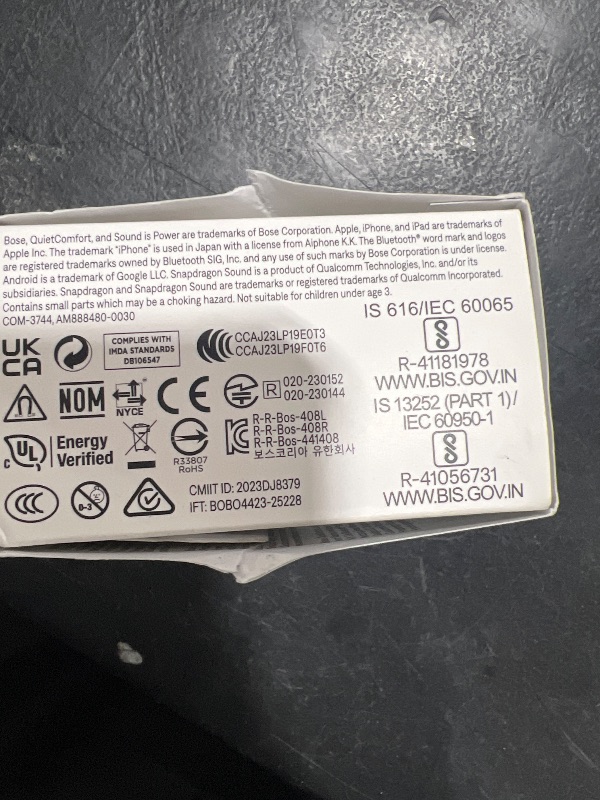 Bose, QuietComfort, and Sound is Power are trademarks of Bose Corporation. Apple, iPhone, and iPad are trademarks of
Apple Inc. The trademark "iPhone" is used in Japan with a license from Aiphone K.K. The Bluetooth® word mark and logos
are registered trademarks owned by Bluetooth SIG, Inc. and any use of such marks by Bose Corporation is under license.
Android is a trademark of Google LLC. Snapdragon Sound is a product of Qualcomm Technologies, Inc. and/or its
subsidiaries. Snapdragon and Snapdragon Sound are trademarks or registered trademarks of Qualcomm Incorporated.
Contains small parts which may be a choking hazard. Not suitable for children under age 3.
COM-3744, AM888480-0030
UK
CA
COMPLIES WITH
IMDA STANDARDS
DB106547
CCAJ23LP19E0T3
CCAJ23LP19F0T6
NOM
NYCE
CE
R
020-230152
020-230144
c UL
Energy
Verified
R33807
RoHS
R-R-Bos-408L
R-R-Bos-408R
R-R-Bos-441408
보스코리아 유한회사
CCC
0-3
CMIIT ID: 2023DJ8379
IFT: BOBO4423-25228
IS 616/IEC 60065
R-41181978
WWW.BIS.GOV.IN
IS 13252 (PART 1)/
IEC 60950-1
R-41056731
WWW.BIS.GOV.IN